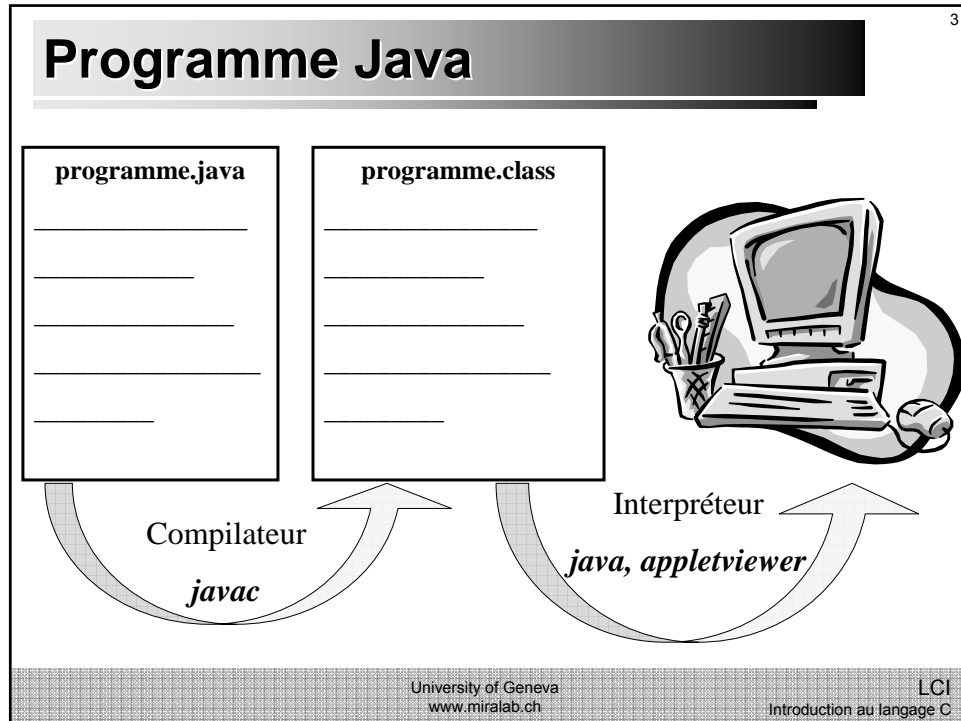 3
Programme Java
programme.java
programme.class
Compilateur
javac
Interpréteur
java, appletviewer
University of Geneva
www.miralab.ch
LCI
Introduction au langage C